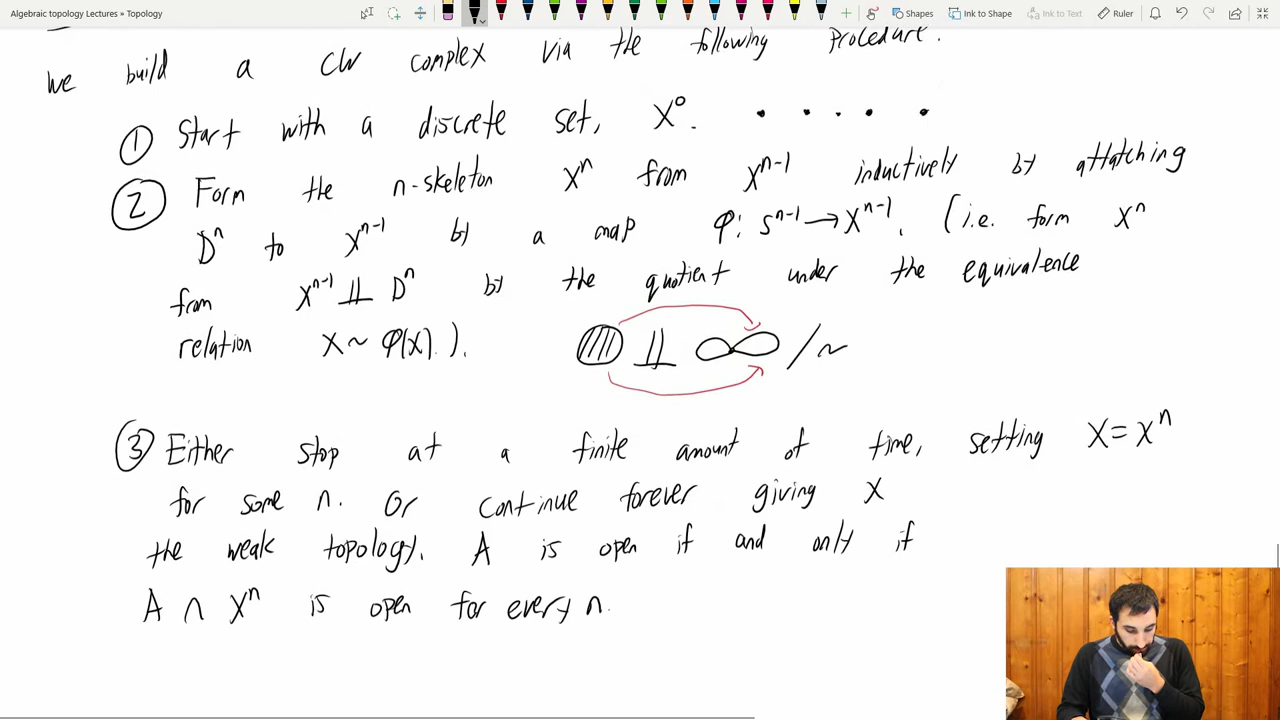 Algebraic topology Lectures » Topology
Shapes
Ink to Shape
Ink to Text
Ruler
we build a CW complex via the following Procedure.
① Start with a discrete set, X⁰.
② Form the n-skeleton Xⁿ from Xⁿ⁻¹ inductively by attatching
Dⁿ to Xⁿ⁻¹ by a map φ: Sⁿ⁻¹→Xⁿ⁻¹. (i.e. form Xⁿ
from Xⁿ⁻¹ ⨿ Dⁿ by the quotient under the equivalence
relation X~φ(X).).
⨿ /~
③ Either stop at a finite amount of time, setting X=Xⁿ
for some n. Or continue forever giving X
the weak topology. A is open if and only if
A ∩ Xⁿ is open for every n.